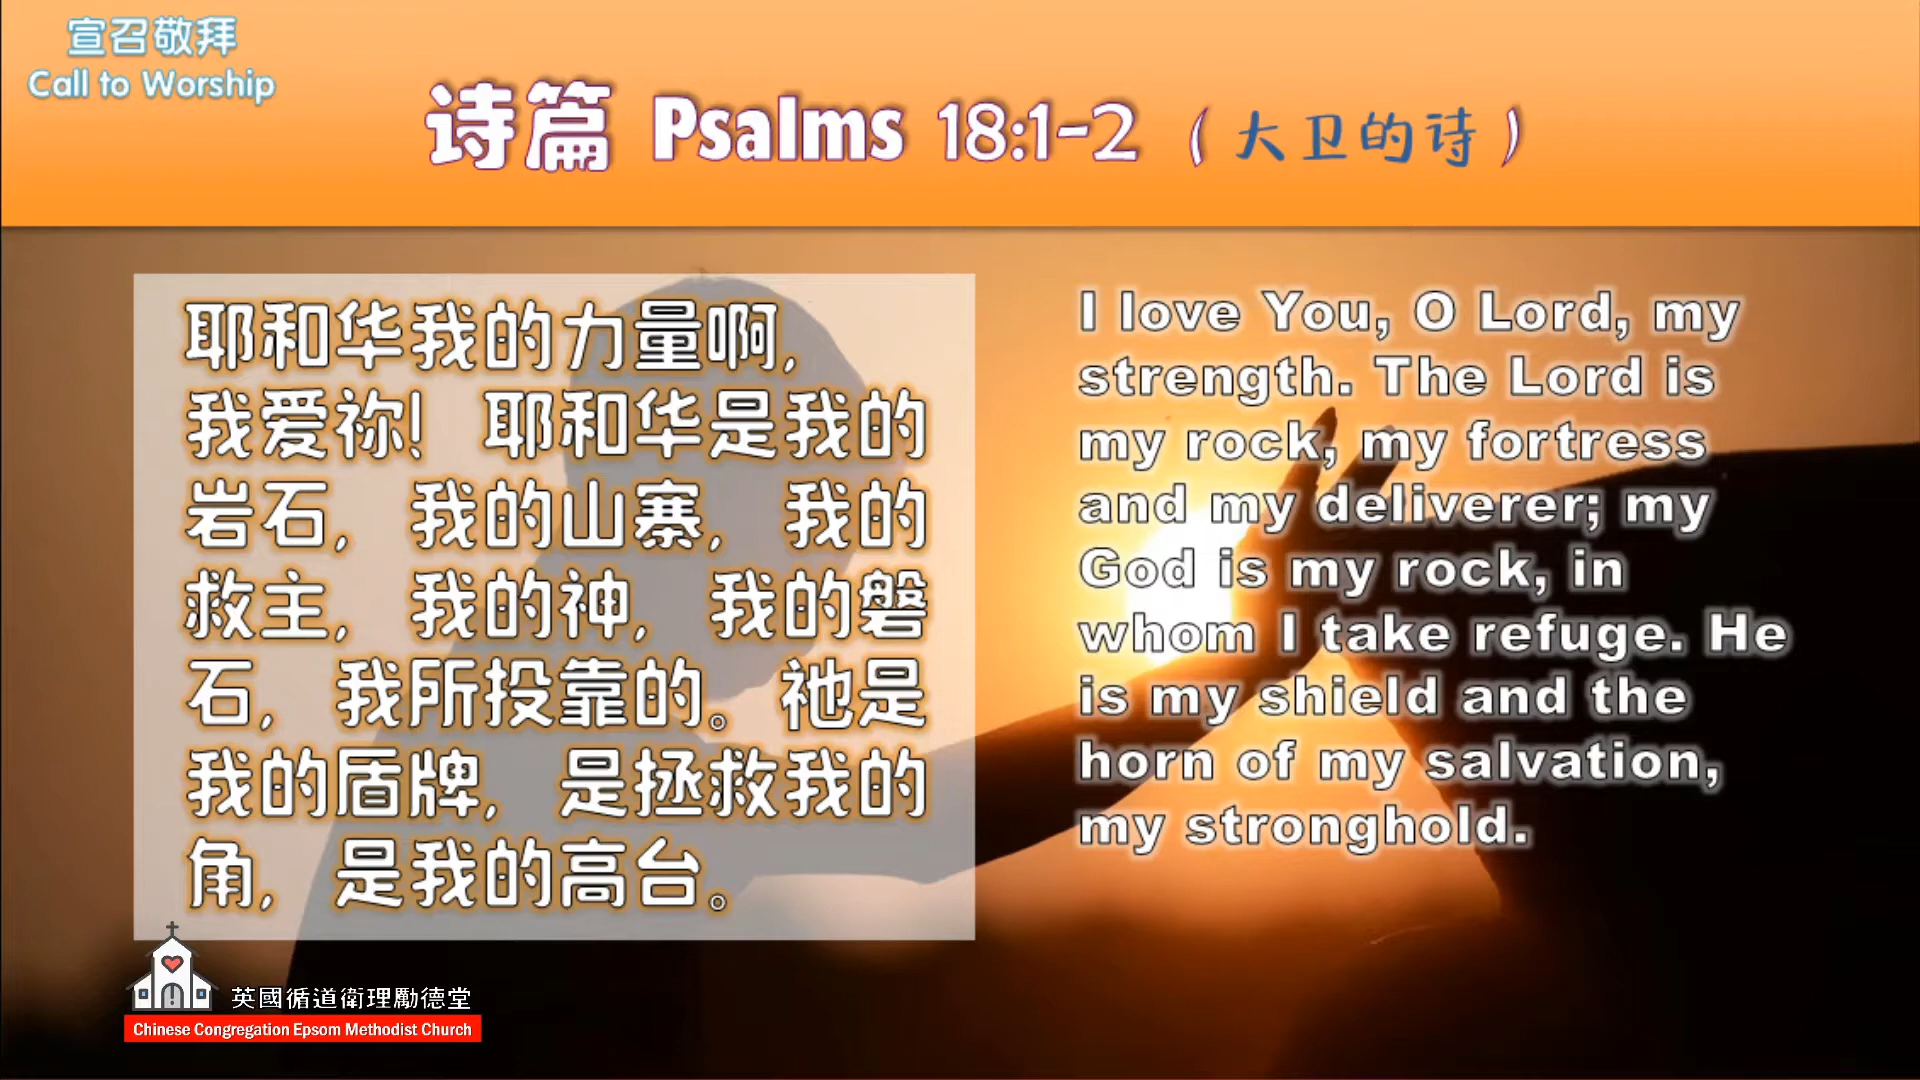 宣召敬拜
Call to Worship
诗篇 Psalms 18:1-2 （大卫的诗）
耶和华我的力量啊，
我爱祢！ 耶和华是我的
岩石， 我的山寨， 我的
救主， 我的神， 我的磐
石， 我所投靠的。 祂是
我的盾牌， 是拯救我的
角， 是我的高台。
I love You, O Lord, my
strength. The Lord is
my rock, my fortress
and my deliverer; my
God is my rock, in
whom I take refuge. He
is my shield and the
horn of my salvation,
my stronghold.
英國循道衛理勵德堂
Chinese Congregation Epsom Methodist Church